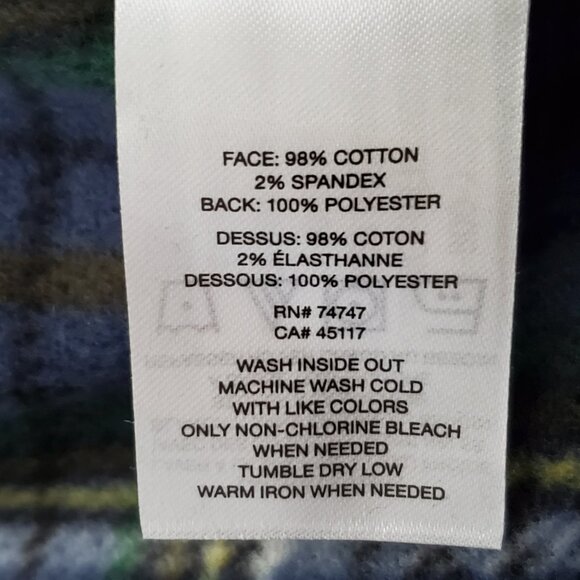 FACE: 98% COTTON
2% SPANDEX
BACK: 100% POLYESTER
DESSUS: 98% COTON
2% ÉLASTHANNE
DESSOUS: 100% POLYESTER
RN# 74747
CA# 45117
WASH INSIDE OUT
MACHINE WASH COLD
WITH LIKE COLORS
ONLY NON-CHLORINE BLEACH
WHEN NEEDED
TUMBLE DRY LOW
WARM IRON WHEN NEEDED